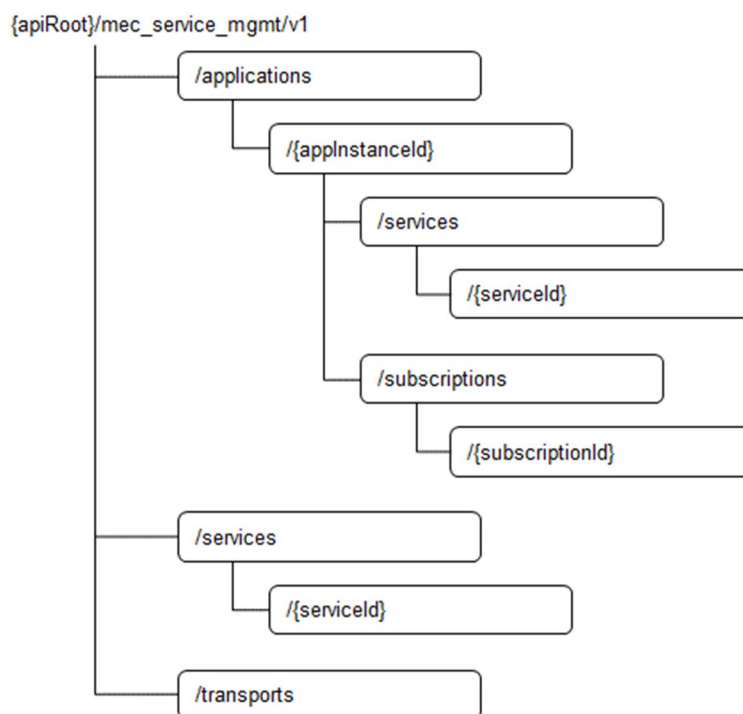 {apiRoot}/mec_service_mgmt/v1
/applications
/{appInstanceId}
/services
/{serviceId}
/subscriptions
/{subscriptionId}
/services
/{serviceId}
/transports